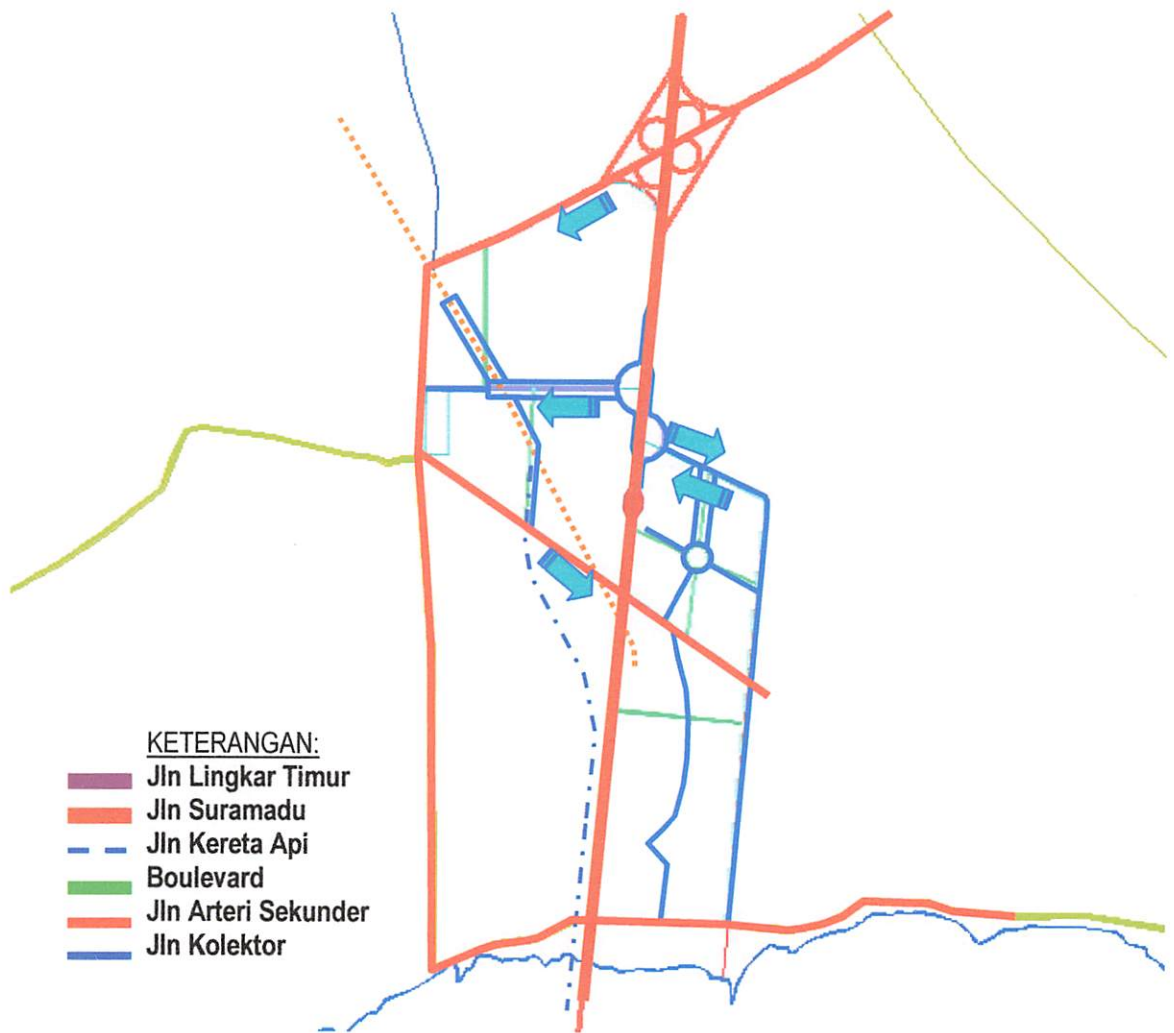 KETERANGAN:
Jln Lingkar Timur
Jln Suramadu
Jln Kereta Api
Boulevard
Jln Arteri Sekunder
Jln Kolektor